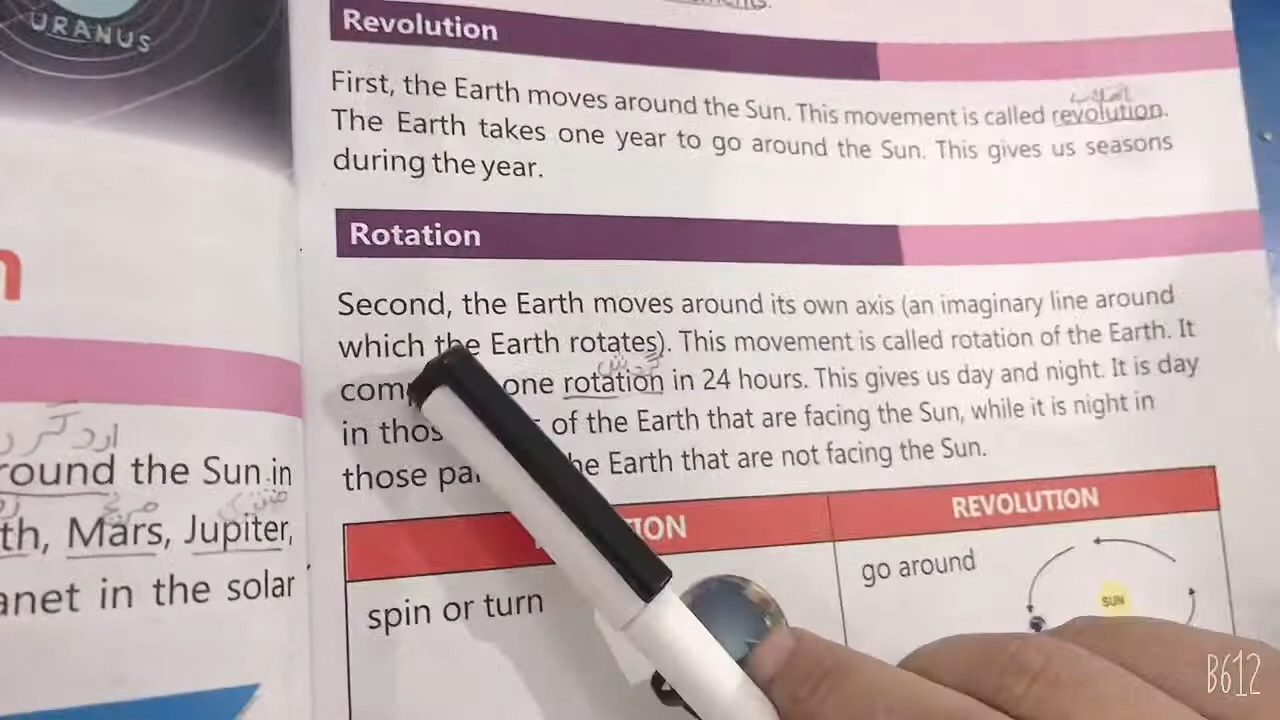 URANUS
Revolution
First, the Earth moves around the Sun. This movement is called revolution.
The Earth takes one year to go around the Sun. This gives us seasons
during the year.
Rotation
Second, the Earth moves around its own axis (an imaginary line around
which the Earth rotates). This movement is called rotation of the Earth. It
one rotation in 24 hours. This gives us day and night. It is day
in of the Earth that are facing the Sun, while it is night in
those the Earth that are not facing the Sun.
REVOLUTION
spin or turn
go around
SUN
ارد گرد
round the Sun in
مریخ
th, Mars, Jupiter,
anet in the solar
گردش
B612